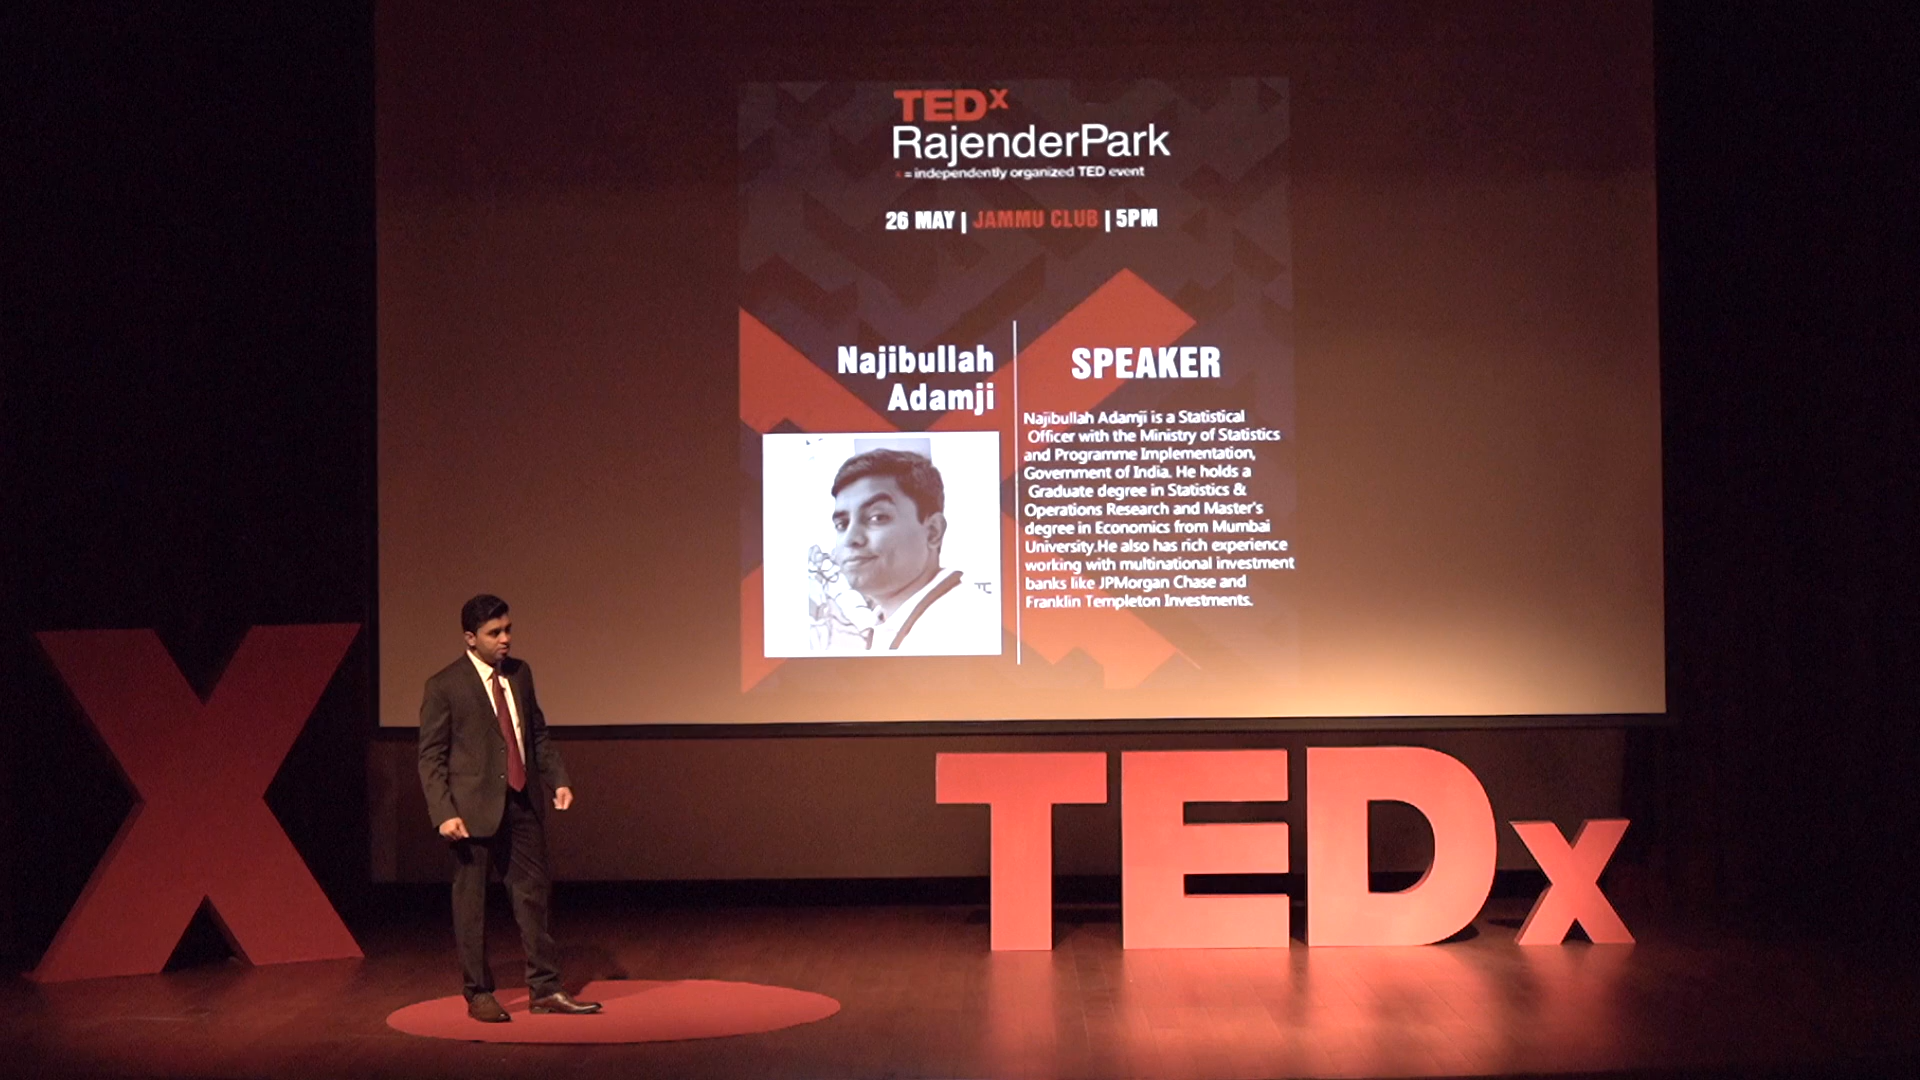 TEDx
RajenderPark
x = independently organized TED event
26 MAY | JAMMU CLUB | 5PM
Najibullah
Adamji
SPEAKER
Najibullah Adamji is a Statistical
Officer with the Ministry of Statistics
and Programme Implementation,
Government of India. He holds a
Graduate degree in Statistics &
Operations Research and Master's
degree in Economics from Mumbai
University.He also has rich experience
working with multinational investment
banks like JPMorgan Chase and
Franklin Templeton Investments.
X
TEDx